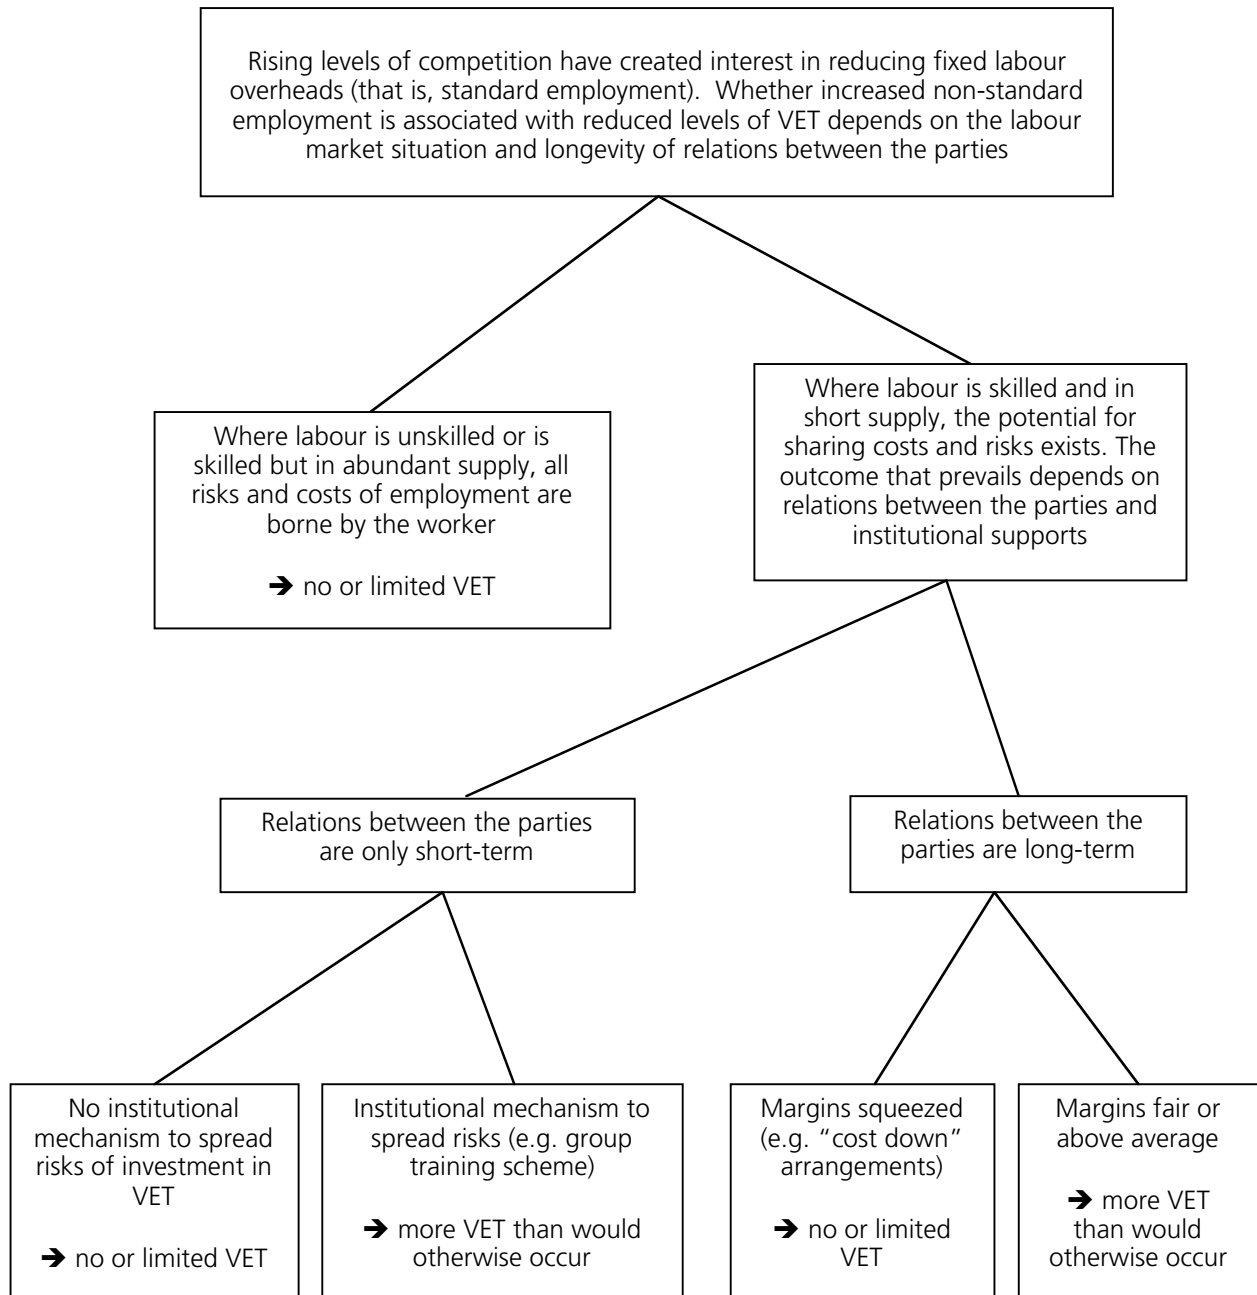 Rising levels of competition have created interest in reducing fixed labour
overheads (that is, standard employment).  Whether increased non-standard
employment is associated with reduced levels of VET depends on the labour
market situation and longevity of relations between the parties
Where labour is unskilled or is
skilled but in abundant supply, all
risks and costs of employment are
borne by the worker
➔ no or limited VET
Where labour is skilled and in
short supply, the potential for
sharing costs and risks exists. The
outcome that prevails depends on
relations between the parties and
institutional supports
Relations between the parties
are only short-term
Relations between the
parties are long-term
No institutional
mechanism to spread
risks of investment in
VET
➔ no or limited VET
Institutional mechanism to
spread risks (e.g. group
training scheme)
➔ more VET than would
otherwise occur
Margins squeezed
(e.g. “cost down”
arrangements)
➔ no or limited
VET
Margins fair or
above average
➔ more VET
than would
otherwise occur